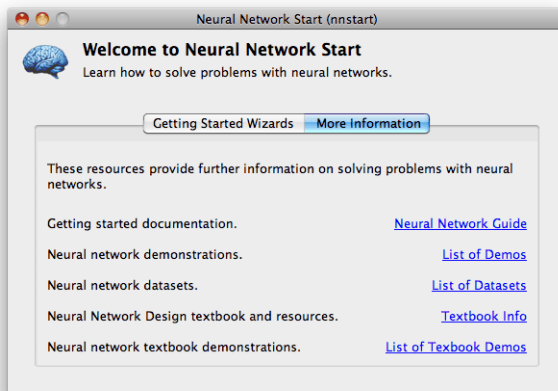 Neural Network Start (nnstart)
Welcome to Neural Network Start
Learn how to solve problems with neural networks.
Getting Started Wizards More Information
These resources provide further information on solving problems with neural
networks.
Getting started documentation. Neural Network Guide
Neural network demonstrations. List of Demos
Neural network datasets. List of Datasets
Neural Network Design textbook and resources. Textbook Info
Neural network textbook demonstrations. List of Texbook Demos